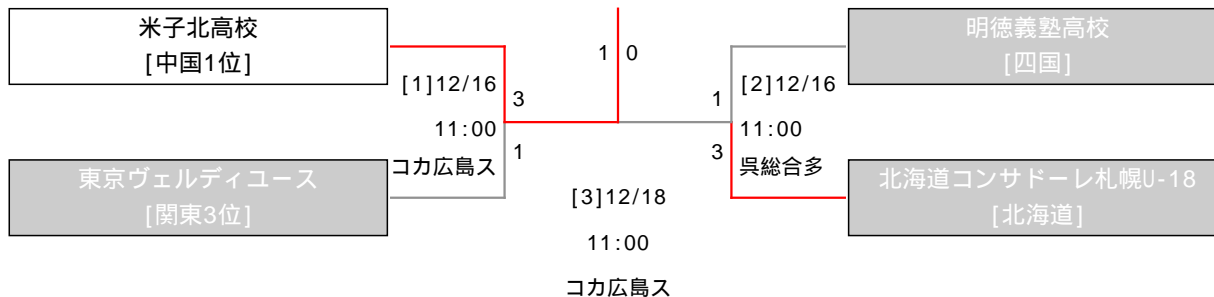 米子北高校
[中国1位]
東京ヴェルディユース
[関東3位]
[1]12/16
11:00
コカ広島ス
3
1
1 0
[3]12/18
11:00
コカ広島ス
1
3
[2]12/16
11:00
呉総合多
明徳義塾高校
[四国]
北海道コンサドーレ札幌U-18
[北海道]